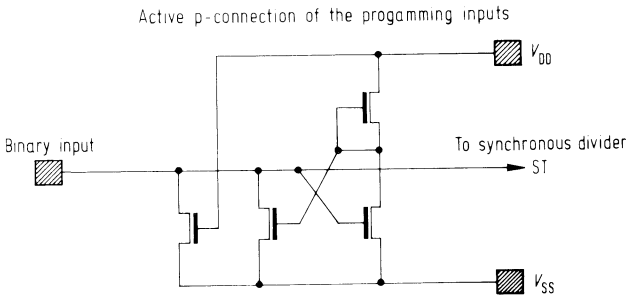 Active p-connection of the progamming inputs
V_DD
Binary input
To synchronous divider
ST
V_SS